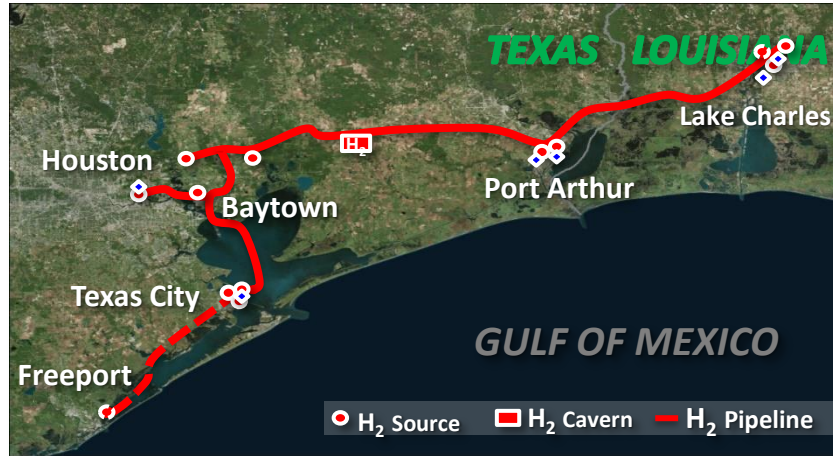 TEXAS LOUISIANA
Lake Charles
Houston
H2
Port Arthur
Baytown
Texas City
GULF OF MEXICO
Freeport
H2 Source H2 Cavern H2 Pipeline